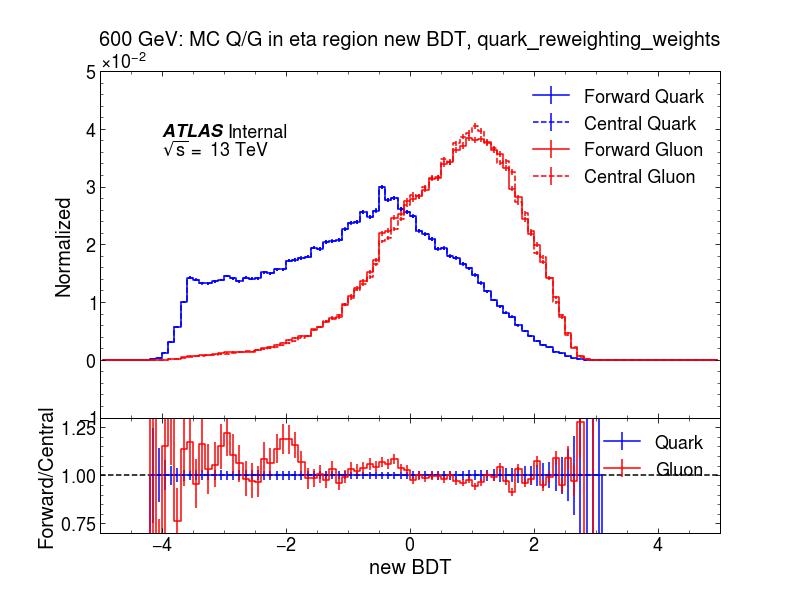 600 GeV: MC Q/G in eta region new BDT, quark_reweighting_weights
×10⁻²
5
4
3
2
1
0
−1
Normalized
ATLAS Internal
√s = 13 TeV
Forward Quark
Central Quark
Forward Gluon
Central Gluon
1.25
1.00
0.75
Forward/Central
Quark
Gluon
−4 −2 0 2 4
new BDT